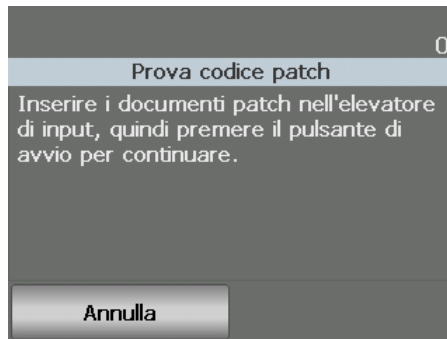 0
Prova codice patch
Inserire i documenti patch nell'elevatore
di input, quindi premere il pulsante di
avvio per continuare.
Annulla